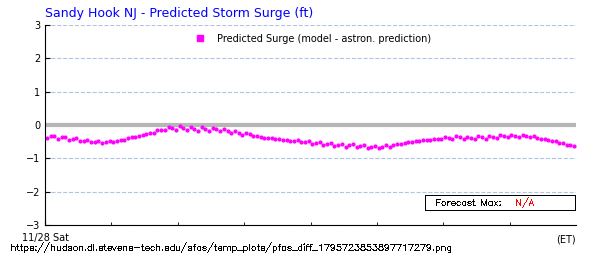 Sandy Hook NJ - Predicted Storm Surge (ft)
3
Predicted Surge (model - astron. prediction)
2
1
0
−1
−2
Forecast Max: N/A
−3
11/28 Sat
(ET)
https://hudson.dl.stevens-tech.edu/sfas/temp_plots/pfas_diff_1795723853897717279.png